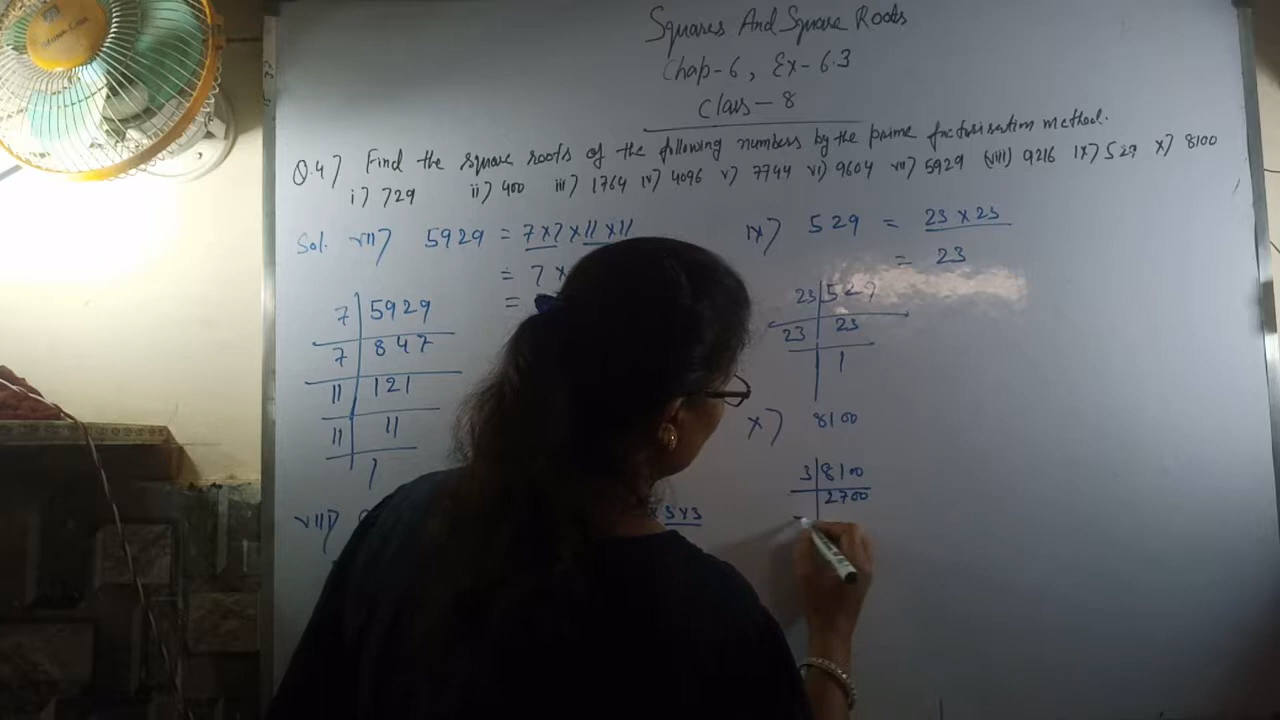 Squares And Square Roots
Chap-6, Ex-6.3
Class-8
Q.4) Find the square roots of the following numbers by the prime factorisation method.
i) 729 ii) 400 iii) 1764 iv) 4096 v) 7744 vi) 9604 vii) 5929 (viii) 9216 ix) 529 x) 8100
Sol. vii) 5929 = 7×7×11×11
= 7×
=
7 | 5929
7 | 847
11 | 121
11 | 11
1
viii)
×3×3
ix) 529 = 23×23
= 23
23 | 529
23 | 23
1
x) 8100
3 | 8100
2700